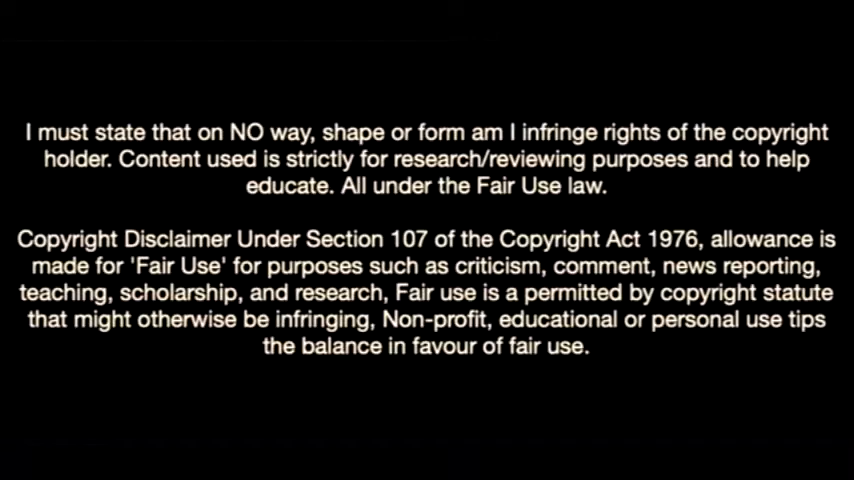 I must state that on NO way, shape or form am I infringe rights of the copyright
holder. Content used is strictly for research/reviewing purposes and to help
educate. All under the Fair Use law.
Copyright Disclaimer Under Section 107 of the Copyright Act 1976, allowance is
made for 'Fair Use' for purposes such as criticism, comment, news reporting,
teaching, scholarship, and research, Fair use is a permitted by copyright statute
that might otherwise be infringing, Non-profit, educational or personal use tips
the balance in favour of fair use.